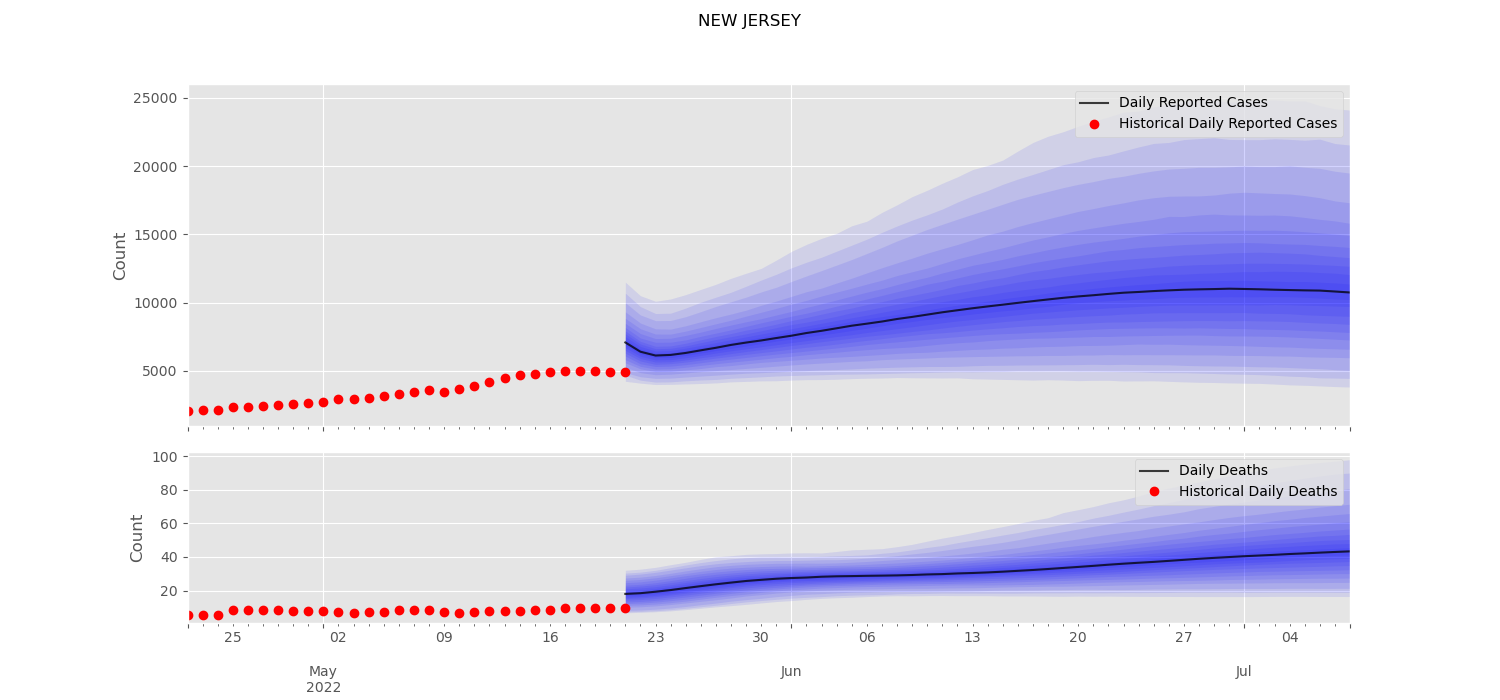 NEW JERSEY
25000
20000
15000
10000
5000
Count
Daily Reported Cases
Historical Daily Reported Cases
100
80
60
40
20
Count
Daily Deaths
Historical Daily Deaths
25 02 09 16 23 30 06 13 20 27 04
May Jun Jul
2022